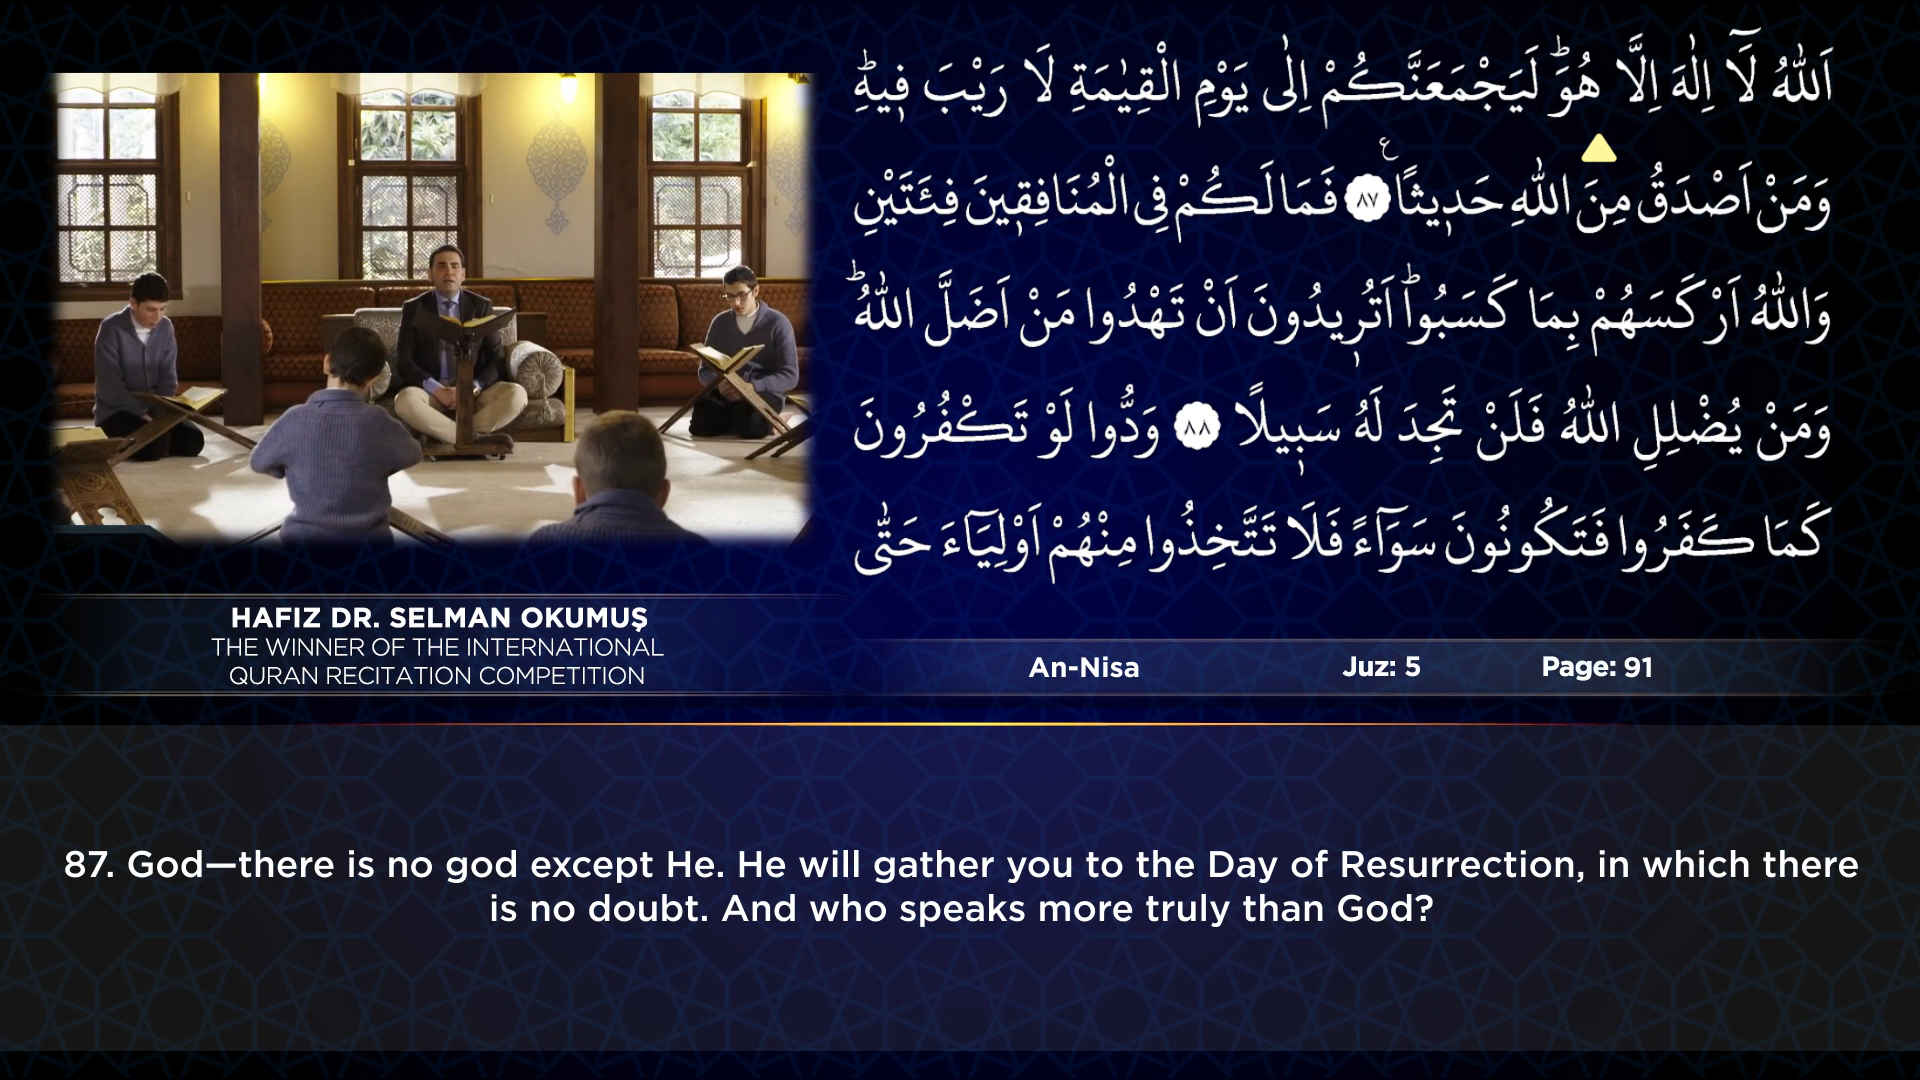 اَللّٰهُ لَٓا اِلٰهَ اِلَّا هُوَۜ لَيَجْمَعَنَّكُمْ اِلٰى يَوْمِ الْقِيٰمَةِ لَا رَيْبَ ف۪يهِۜ
وَمَنْ اَصْدَقُ مِنَ اللّٰهِ حَد۪يثًا ﴿٨٧﴾ فَمَا لَكُمْ فِى الْمُنَافِق۪ينَ فِئَتَيْنِ
وَاللّٰهُ اَرْكَسَهُمْ بِمَا كَسَبُواۜ اَتُر۪يدُونَ اَنْ تَهْدُوا مَنْ اَضَلَّ اللّٰهُۜ
وَمَنْ يُضْلِلِ اللّٰهُ فَلَنْ تَجِدَ لَهُ سَب۪يلًا ﴿٨٨﴾ وَدُّوا لَوْ تَكْفُرُونَ
كَمَا كَفَرُوا فَتَكُونُونَ سَوَٓاءً فَلَا تَتَّخِذُوا مِنْهُمْ اَوْلِيَٓاءَ حَتّٰى
HAFIZ DR. SELMAN OKUMUŞ
THE WINNER OF THE INTERNATIONAL
QURAN RECITATION COMPETITION
An-Nisa Juz: 5 Page: 91
87. God—there is no god except He. He will gather you to the Day of Resurrection, in which there
is no doubt. And who speaks more truly than God?